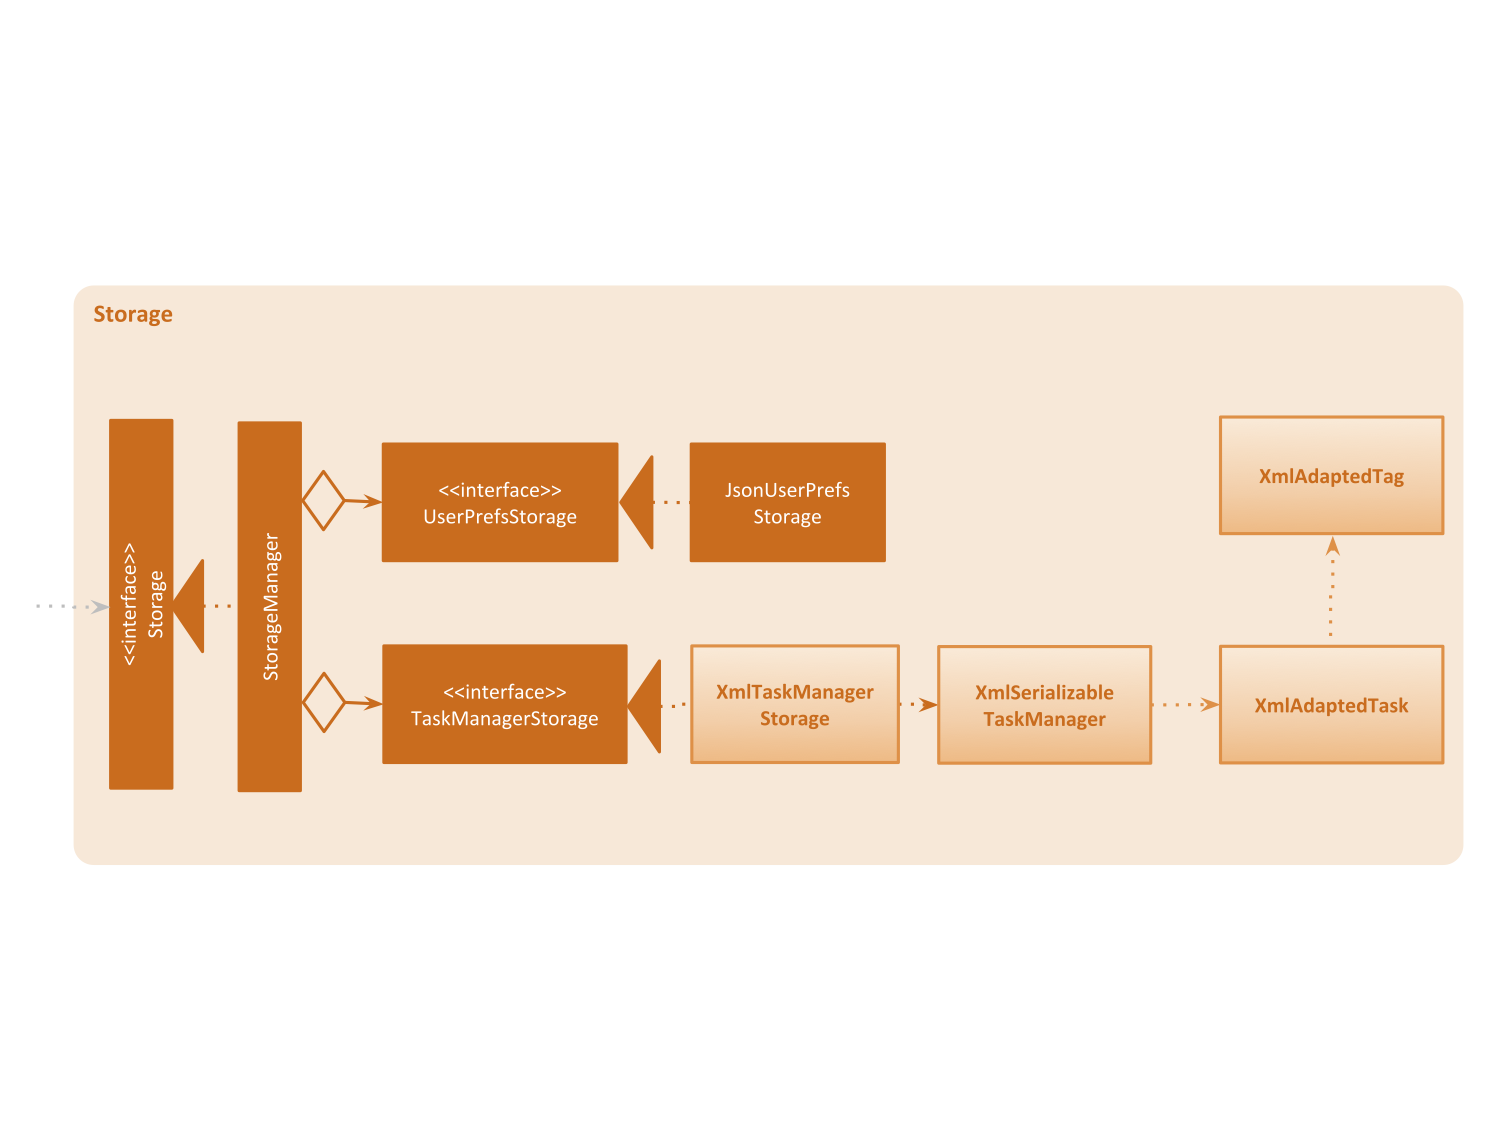 Storage
<<interface>>
Storage
StorageManager
<<interface>>
UserPrefsStorage
JsonUserPrefs
Storage
XmlAdaptedTag
<<interface>>
TaskManagerStorage
XmlTaskManager
Storage
XmlSerializable
TaskManager
XmlAdaptedTask